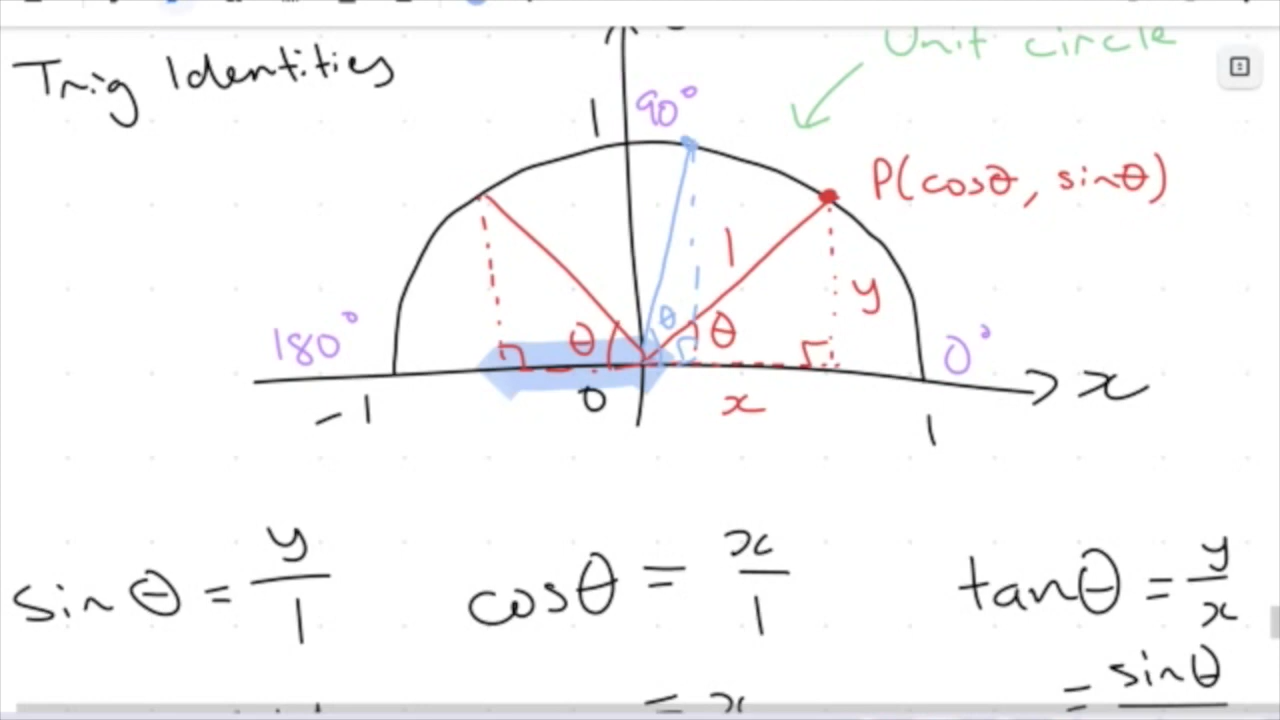 Unit circle
Trig Identities
1
90°
P(cosθ, sinθ)
1
y
180°
θ
θ
θ
0°
-1
0
x
1
x
sinθ = y/1
cosθ = x/1
tanθ = y/x
= x
= sinθ